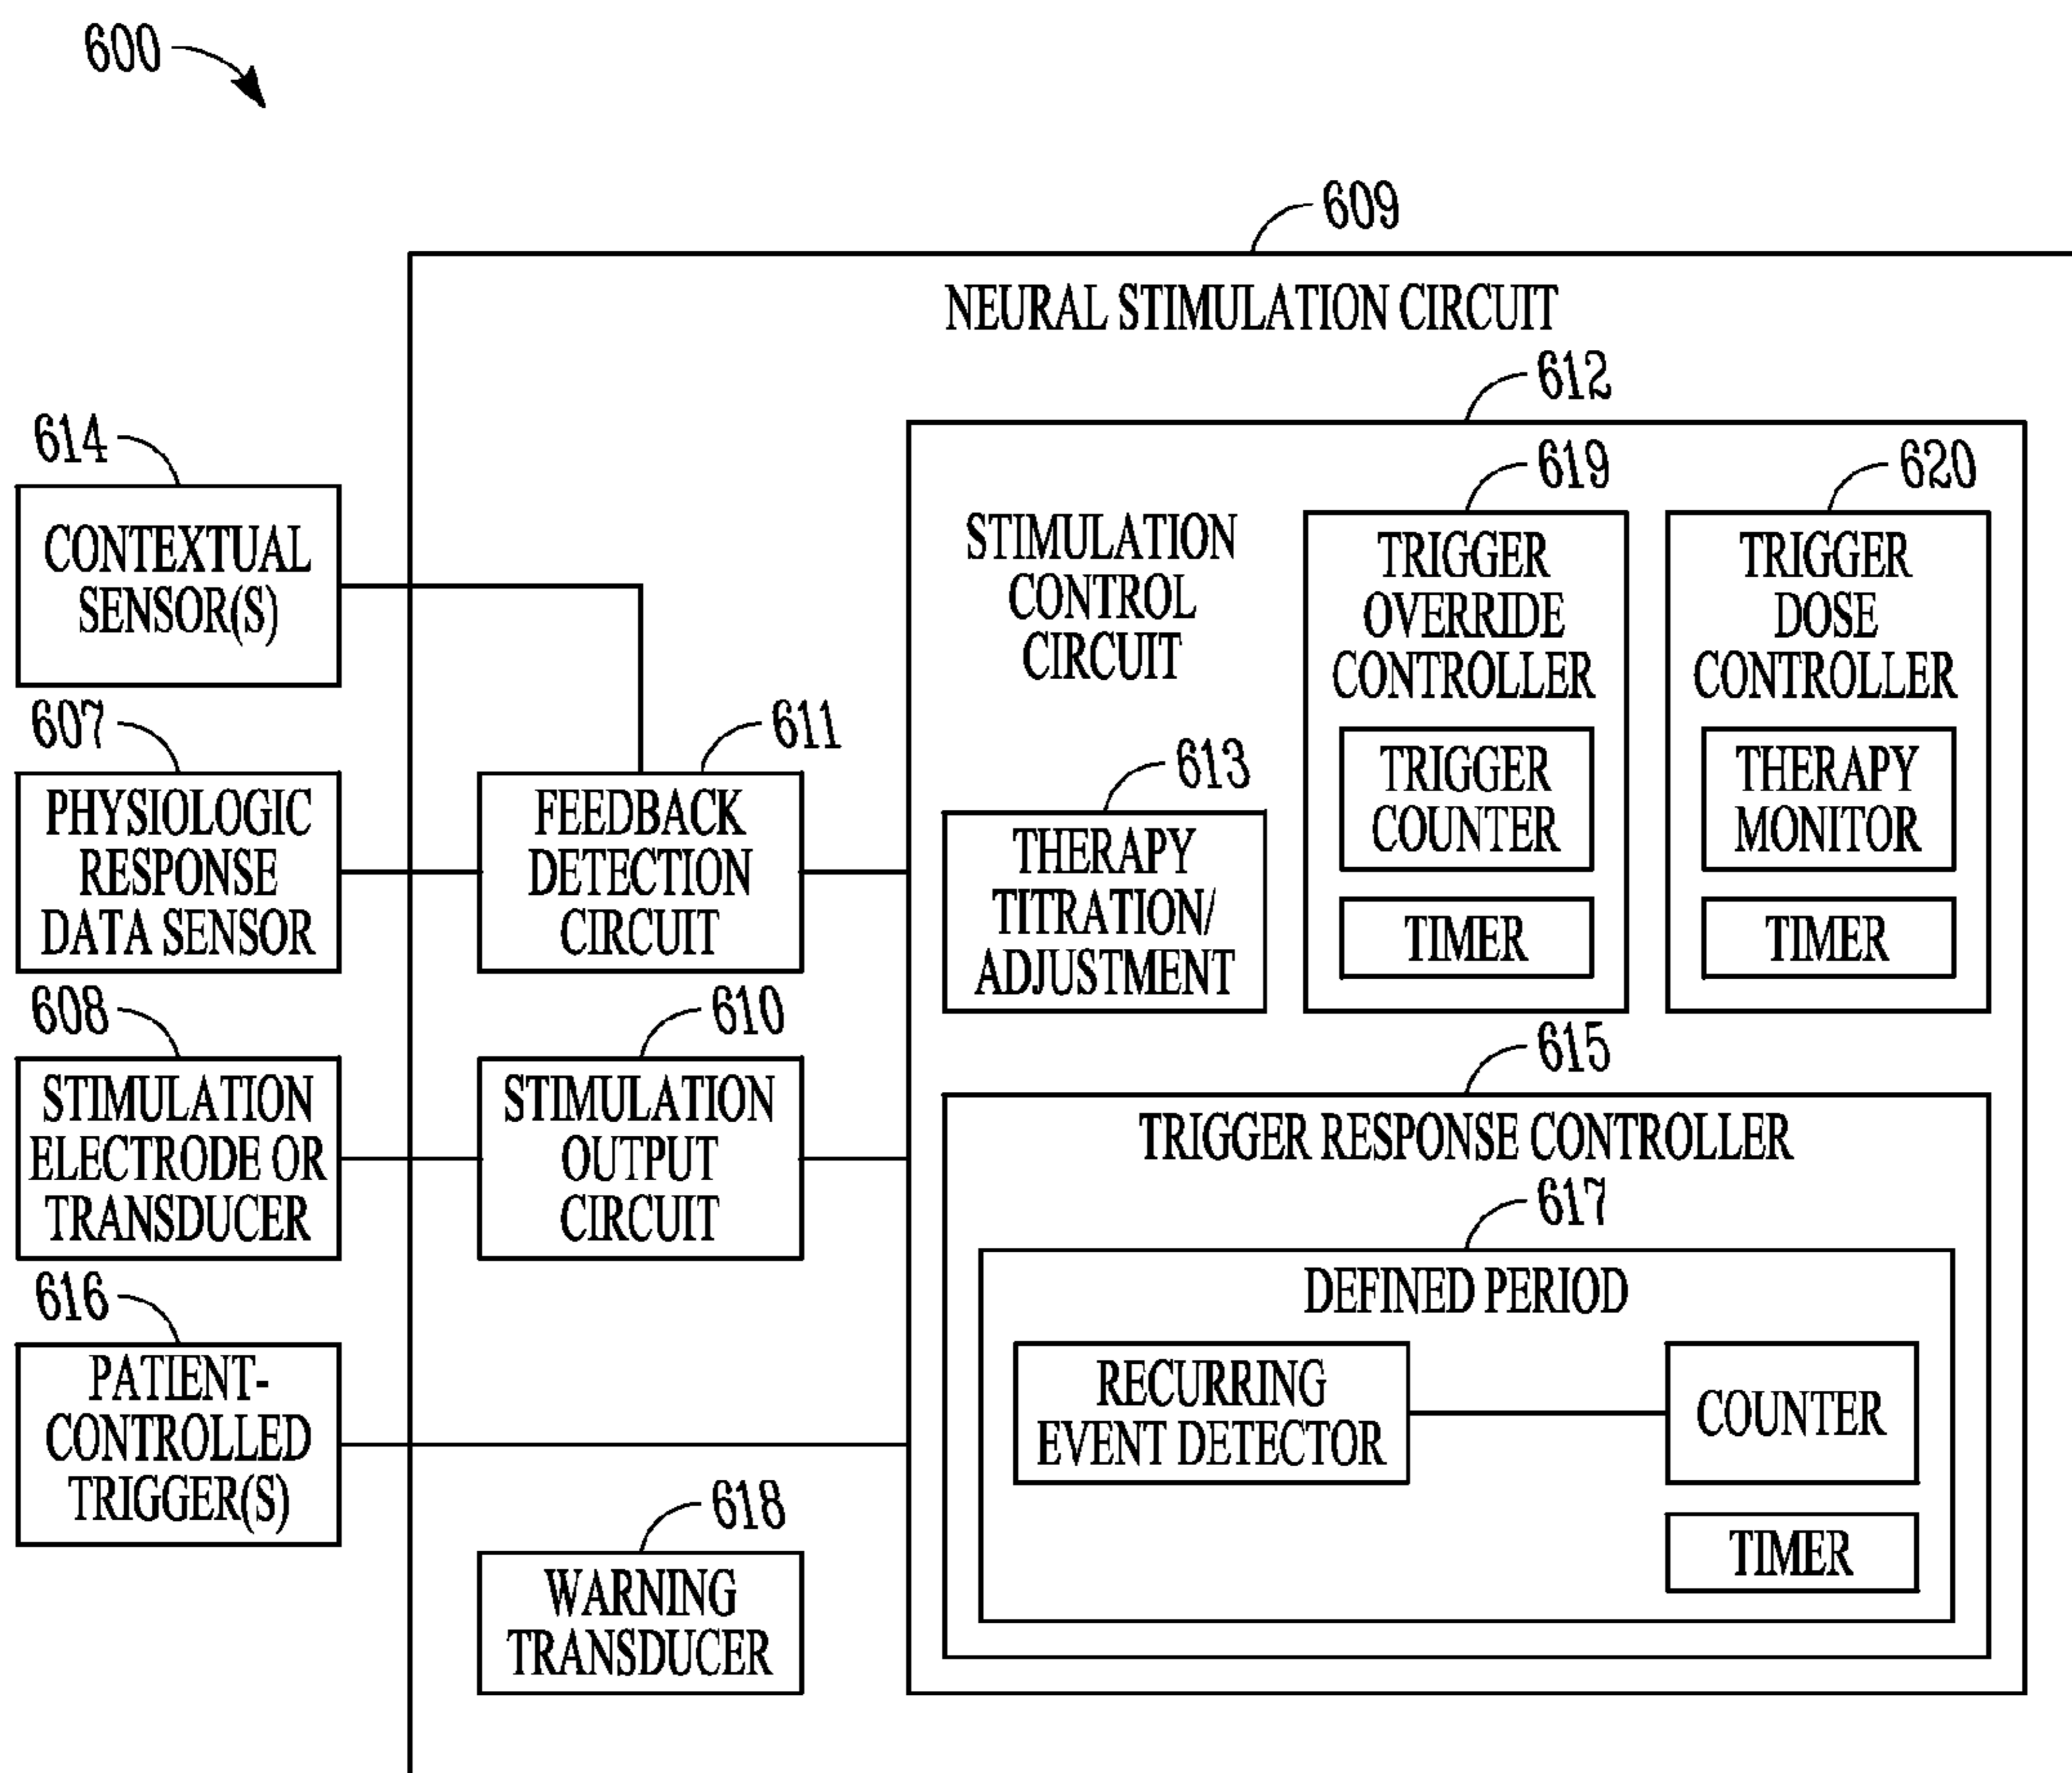 600
609
NEURAL STIMULATION CIRCUIT
612
614
CONTEXTUAL
SENSOR(S)
607
PHYSIOLOGIC
RESPONSE
DATA SENSOR
608
STIMULATION
ELECTRODE OR
TRANSDUCER
616
PATIENT-
CONTROLLED
TRIGGER(S)
611
FEEDBACK
DETECTION
CIRCUIT
610
STIMULATION
OUTPUT
CIRCUIT
618
WARNING
TRANSDUCER
STIMULATION
CONTROL
CIRCUIT
613
THERAPY
TITRATION/
ADJUSTMENT
619
TRIGGER
OVERRIDE
CONTROLLER
TRIGGER
COUNTER
TIMER
620
TRIGGER
DOSE
CONTROLLER
THERAPY
MONITOR
TIMER
615
TRIGGER RESPONSE CONTROLLER
617
DEFINED PERIOD
RECURRING
EVENT DETECTOR
COUNTER
TIMER